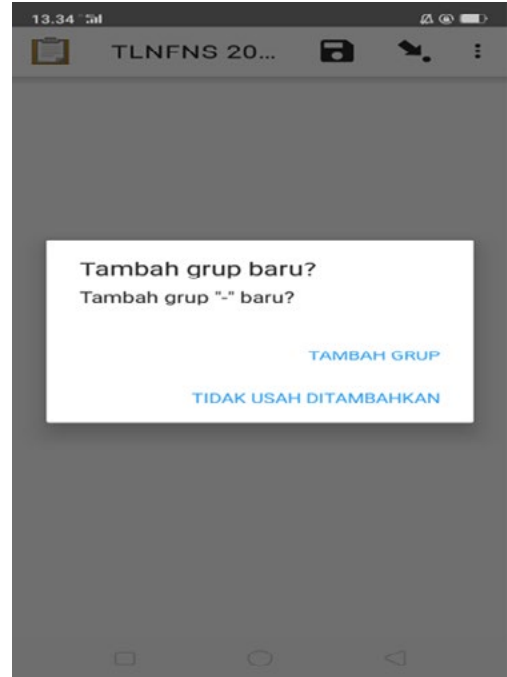 13.34
TLNFNS 20...
Tambah grup baru?
Tambah grup "-" baru?
TAMBAH GRUP
TIDAK USAH DITAMBAHKAN